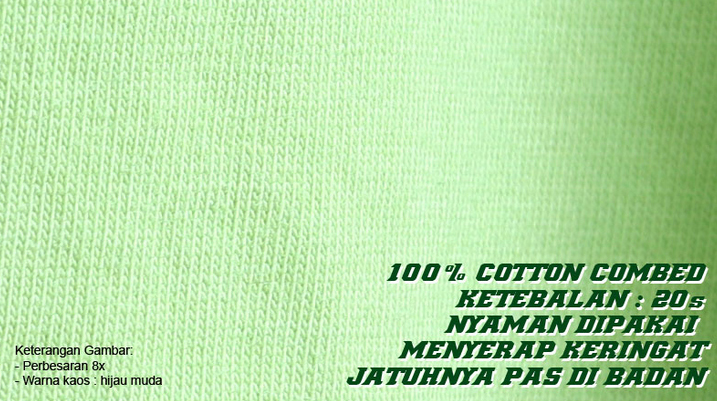 100% COTTON COMBED
KETEBALAN : 20s
NYAMAN DIPAKAI
MENYERAP KERINGAT
JATUHNYA PAS DI BADAN
Keterangan Gambar:
- Perbesaran 8x
- Warna kaos : hijau muda